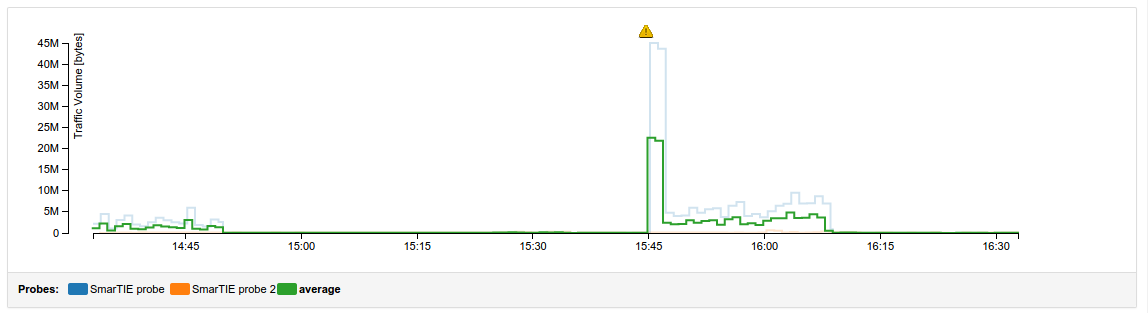 Traffic Volume [bytes]
45M
40M
35M
30M
25M
20M
15M
10M
5M
0
14:45 15:00 15:15 15:30 15:45 16:00 16:15 16:30
Probes: SmarTIE probe SmarTIE probe 2 average